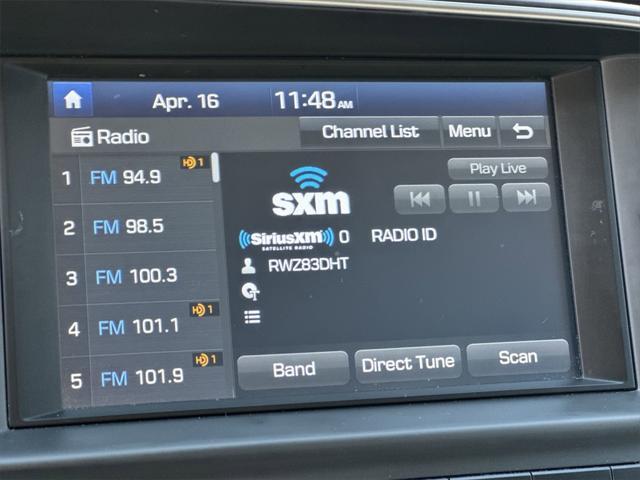 Apr. 16 11:48 AM
Radio Channel List Menu
1 FM 94.9 HD 1
2 FM 98.5
3 FM 100.3
4 FM 101.1 HD 1
5 FM 101.9 HD 1
Play Live
sxm
((SiriusXM)) 0 RADIO ID
SATELLITE RADIO
RWZ83DHT
Band Direct Tune Scan